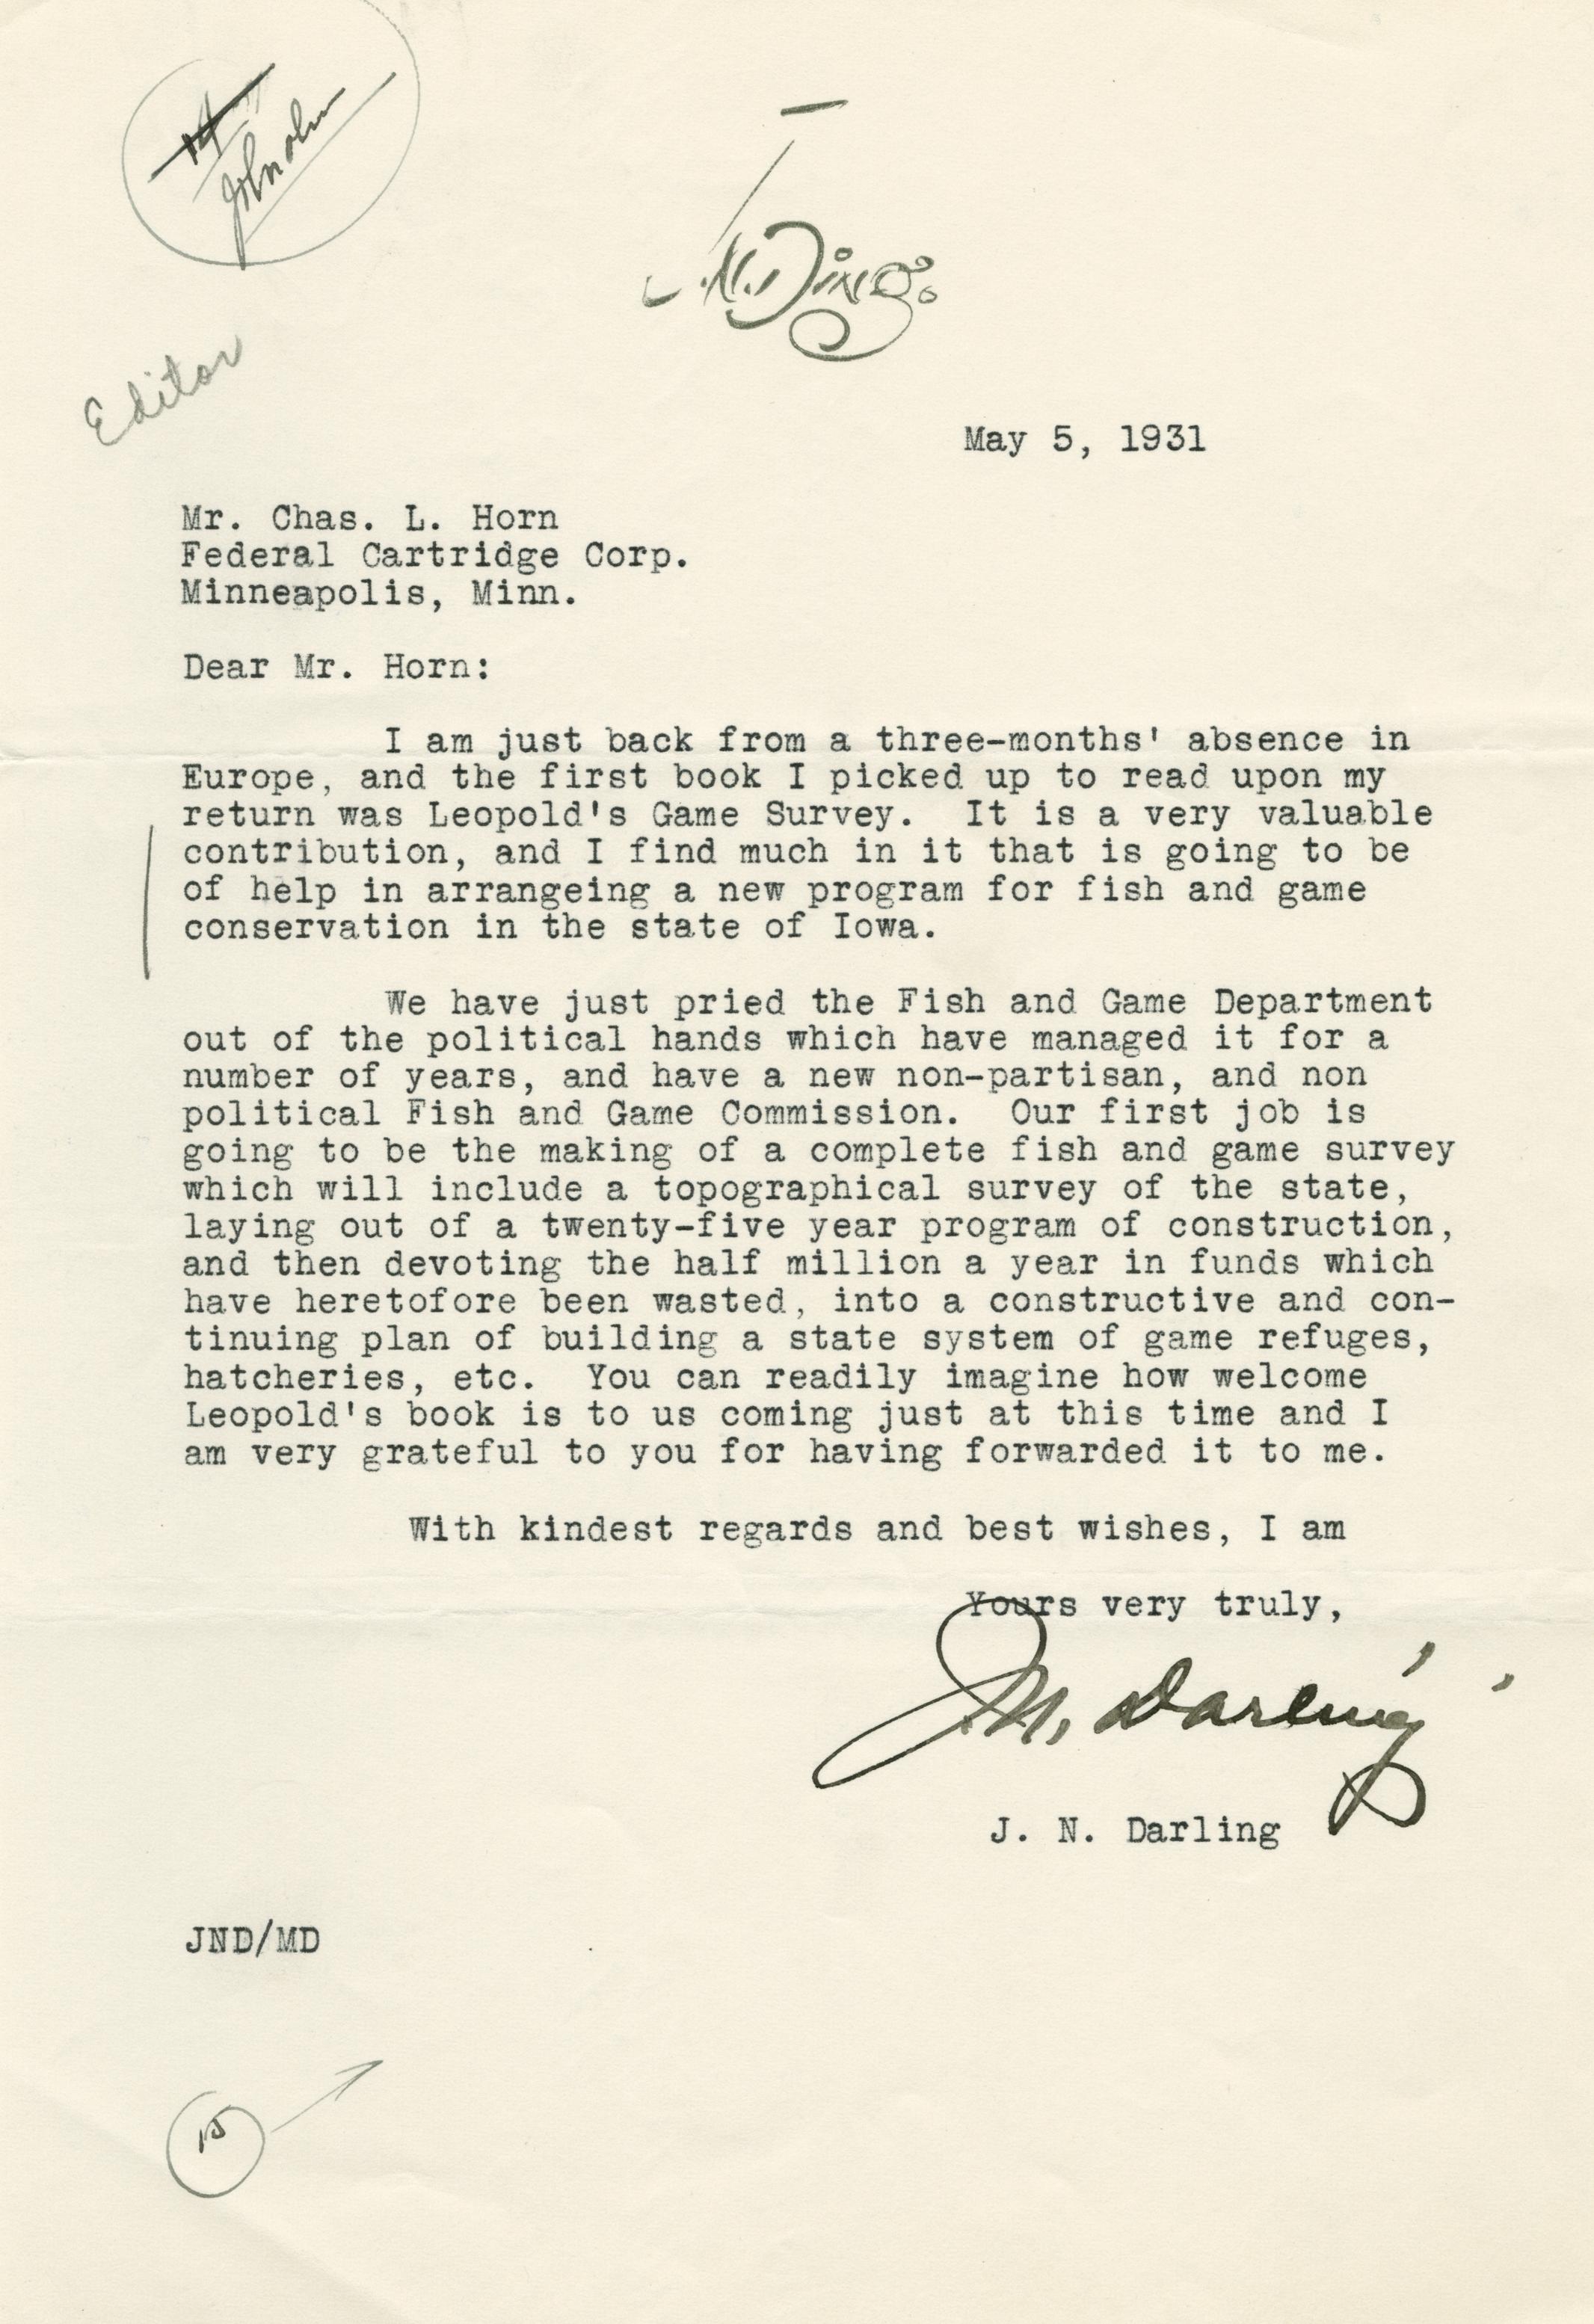 J.N. Ding.
Editor
May 5, 1931
Mr. Chas. L. Horn
Federal Cartridge Corp.
Minneapolis, Minn.
Dear Mr. Horn:
I am just back from a three-months' absence in
Europe, and the first book I picked up to read upon my
return was Leopold's Game Survey.  It is a very valuable
contribution, and I find much in it that is going to be
of help in arrangeing a new program for fish and game
conservation in the state of Iowa.
We have just pried the Fish and Game Department
out of the political hands which have managed it for a
number of years, and have a new non-partisan, and non
political Fish and Game Commission.  Our first job is
going to be the making of a complete fish and game survey
which will include a topographical survey of the state,
laying out of a twenty-five year program of construction,
and then devoting the half million a year in funds which
have heretofore been wasted, into a constructive and con-
tinuing plan of building a state system of game refuges,
hatcheries, etc.  You can readily imagine how welcome
Leopold's book is to us coming just at this time and I
am very grateful to you for having forwarded it to me.
With kindest regards and best wishes, I am
Yours very truly,
J.N. Darling
J. N. Darling
JND/MD
15